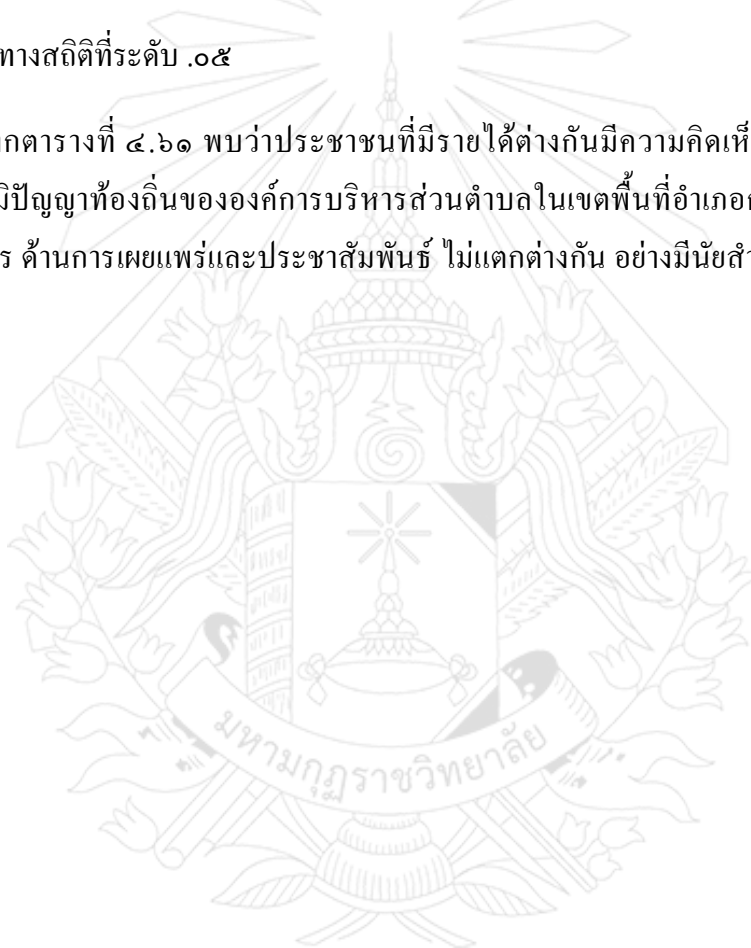 ทางสถิติที่ระดับ .๐๕
กตารางที่ ๔.๖๑ พบว่าประชาชนที่มีรายได้ต่างกันมีความคิดเห็
มิปัญญาท้องถิ่นขององค์การบริหารส่วนตำบลในเขตพื้นที่อำเภอก
ร ด้านการเผยแพร่และประชาสัมพันธ์ ไม่แตกต่างกัน อย่างมีนัยสำ
มหามกุฏราชวิทยาลัย